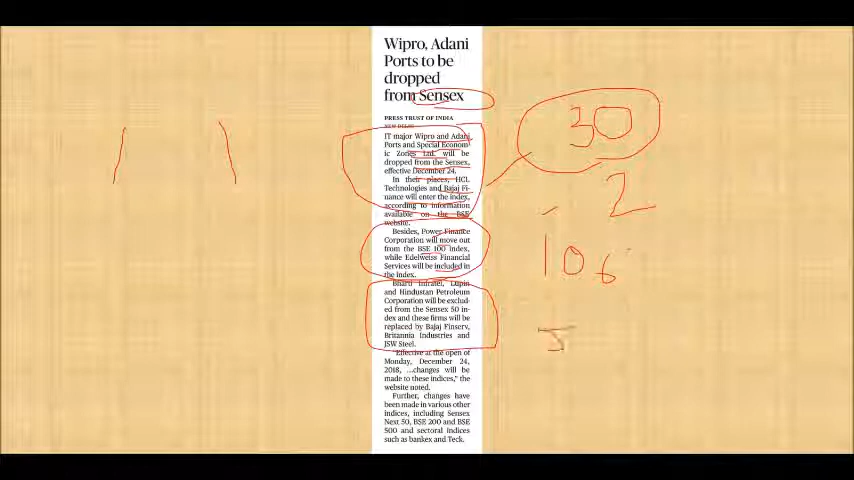 Wipro, Adani
Ports to be
dropped
from Sensex
PRESS TRUST OF INDIA
NEW DELHI
IT major Wipro and Adani
Ports and Special Econom-
ic Zones Ltd. will be
dropped from the Sensex,
effective December 24.
In their places, HCL
Technologies and Bajaj Fi-
nance will enter the index,
according to information
available on the BSE
website.
Besides, Power Finance
Corporation will move out
from the BSE 100 index,
while Edelweiss Financial
Services will be included in
the index.
Bharti Infratel, Lupin
and Hindustan Petroleum
Corporation will be exclud-
ed from the Sensex 50 in-
dex and these firms will be
replaced by Bajaj Finserv,
Britannia Industries and
JSW Steel.
"Effective at the open of
Monday, December 24,
2018, ...changes will be
made to these indices," the
website noted.
Further, changes have
been made in various other
indices, including Sensex
Next 50, BSE 200 and BSE
500 and sectoral indices
such as bankex and Teck.
30
2
10
5